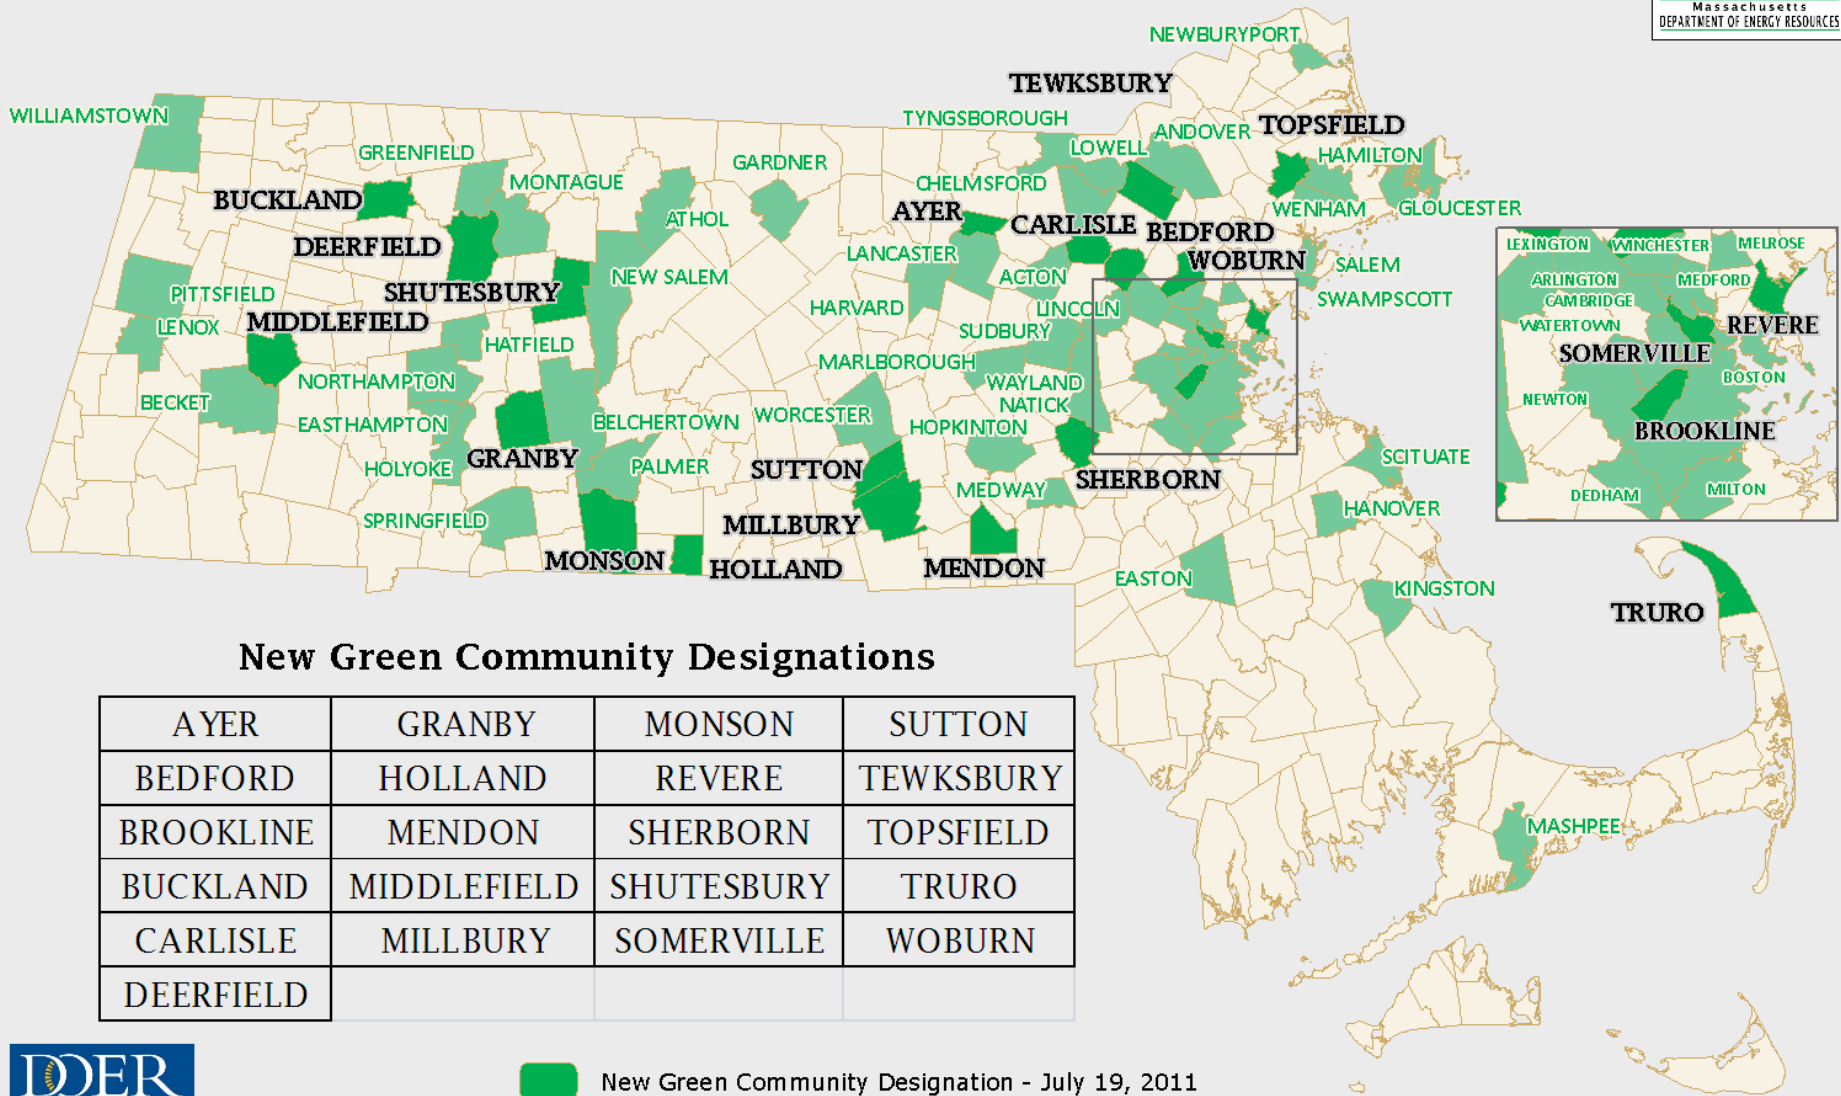 Massachusetts
DEPARTMENT OF ENERGY RESOURCES
NEWBURYPORT
TEWKSBURY
WILLIAMSTOWN
TYNGSBOROUGH
ANDOVER
TOPSFIELD
LOWELL
GREENFIELD
GARDNER
HAMILTON
MONTAGUE
CHELMSFORD
BUCKLAND
AYER
WENHAM
GLOUCESTER
ATHOL
CARLISLE
BEDFORD
DEERFIELD
LANCASTER
WOBURN
SALEM
NEW SALEM
ACTON
SHUTESBURY
PITTSFIELD
HARVARD
LINCOLN
SWAMPSCOTT
LENOX
MIDDLEFIELD
SUDBURY
HATFIELD
MARLBOROUGH
NORTHAMPTON
WAYLAND
BECKET
NATICK
EASTHAMPTON
BELCHERTOWN
WORCESTER
HOPKINTON
HOLYOKE
GRANBY
PALMER
SUTTON
SCITUATE
MEDWAY
SHERBORN
SPRINGFIELD
MILLBURY
HANOVER
MONSON
HOLLAND
MENDON
EASTON
KINGSTON
TRURO
MASHPEE
LEXINGTON
WINCHESTER
MELROSE
ARLINGTON
MEDFORD
CAMBRIDGE
WATERTOWN
REVERE
SOMERVILLE
BOSTON
NEWTON
BROOKLINE
DEDHAM
MILTON
New Green Community Designations
AYER GRANBY MONSON SUTTON
BEDFORD HOLLAND REVERE TEWKSBURY
BROOKLINE MENDON SHERBORN TOPSFIELD
BUCKLAND MIDDLEFIELD SHUTESBURY TRURO
CARLISLE MILLBURY SOMERVILLE WOBURN
DEERFIELD
DOER
New Green Community Designation - July 19, 2011